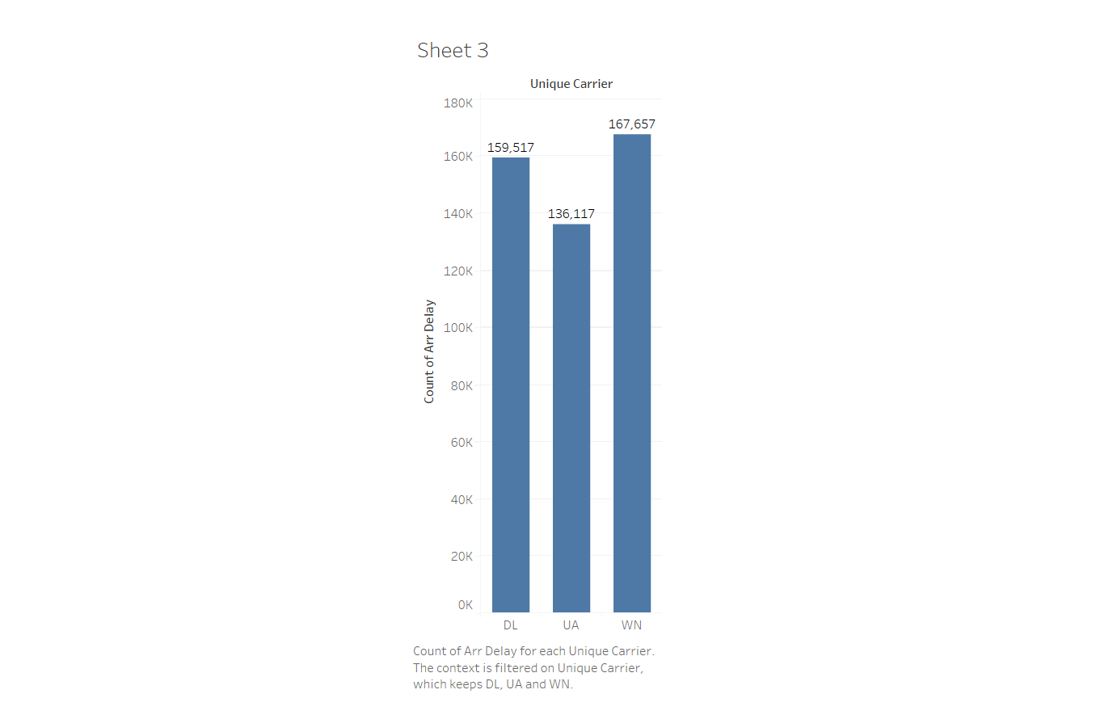 Sheet 3
Unique Carrier
180K
160K
140K
120K
100K
80K
60K
40K
20K
0K
Count of Arr Delay
159,517
136,117
167,657
DL UA WN
Count of Arr Delay for each Unique Carrier.
The context is filtered on Unique Carrier,
which keeps DL, UA and WN.